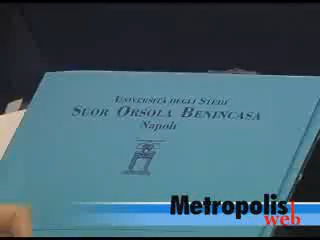 Università degli Studi
Suor Orsola Benincasa
Napoli
Metropolis
web